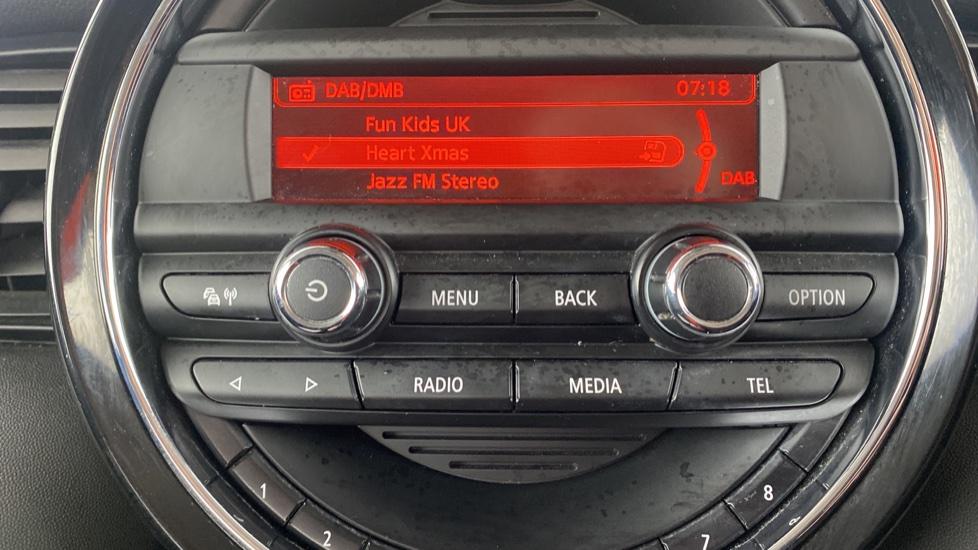 DAB/DMB 07:18
Fun Kids UK
Heart Xmas
Jazz FM Stereo
DAB
MENU BACK OPTION
RADIO MEDIA TEL
1 8
2 7